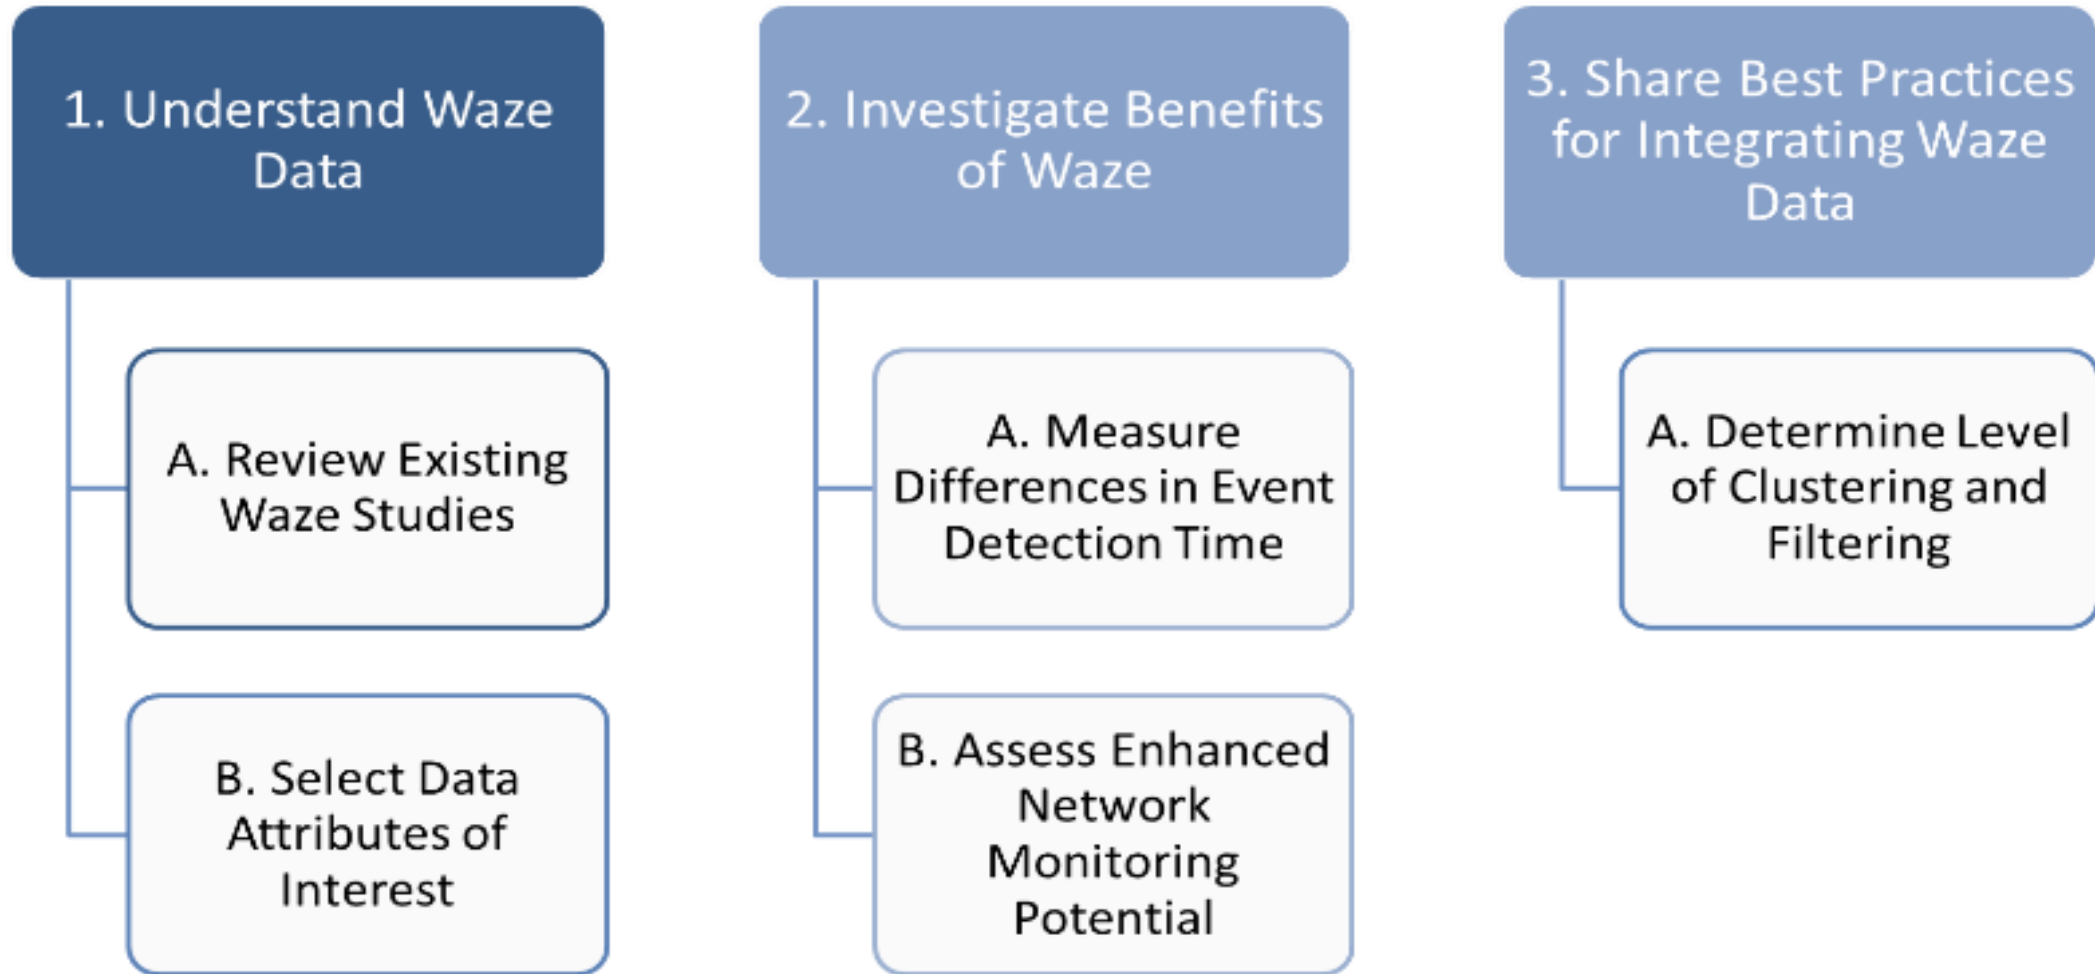 1. Understand Waze
Data
A. Review Existing
Waze Studies
B. Select Data
Attributes of
Interest
2. Investigate Benefits
of Waze
A. Measure
Differences in Event
Detection Time
B. Assess Enhanced
Network
Monitoring
Potential
3. Share Best Practices
for Integrating Waze
Data
A. Determine Level
of Clustering and
Filtering